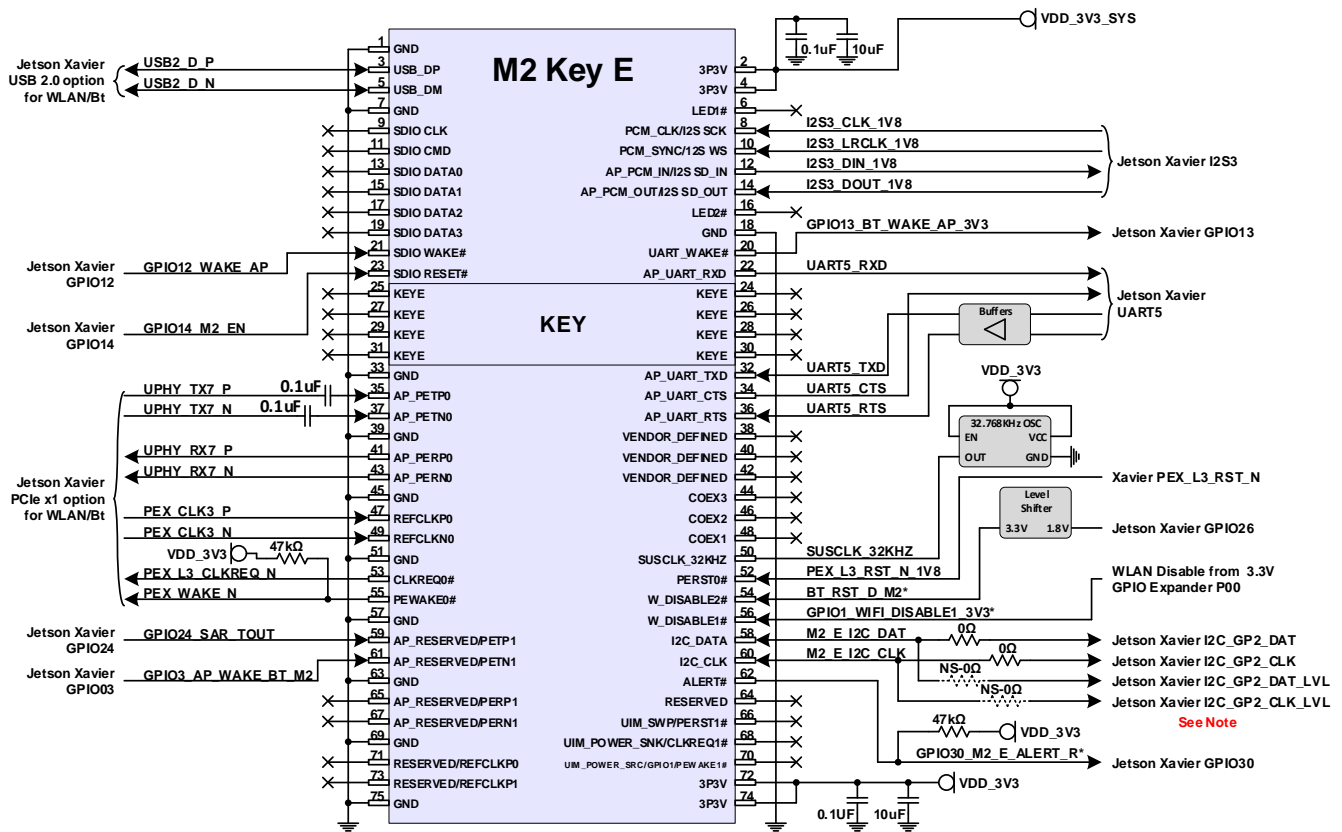 M2 Key E
KEY
Jetson Xavier
USB 2.0 option
for WLAN/Bt
USB2_D_P
USB2_D_N
Jetson Xavier
GPIO12
GPIO12_WAKE_AP
Jetson Xavier
GPIO14
GPIO14_M2_EN
UPHY_TX7_P
0.1uF
UPHY_TX7_N
0.1uF
UPHY_RX7_P
UPHY_RX7_N
Jetson Xavier
PCIe x1 option
for WLAN/Bt
PEX_CLK3_P
PEX_CLK3_N
47kΩ
VDD_3V3
PEX_L3_CLKREQ_N
PEX_WAKE_N
Jetson Xavier
GPIO24
GPIO24_SAR_TOUT
Jetson Xavier
GPIO03
GPIO3_AP_WAKE_BT_M2
1 GND
3 USB_DP
5 USB_DM
7 GND
9 SDIO CLK
11 SDIO CMD
13 SDIO DATA0
15 SDIO DATA1
17 SDIO DATA2
19 SDIO DATA3
21 SDIO WAKE#
23 SDIO RESET#
25 KEYE
27 KEYE
29 KEYE
31 KEYE
33 GND
35 AP_PETP0
37 AP_PETN0
39 GND
41 AP_PERP0
43 AP_PERN0
45 GND
47 REFCLKP0
49 REFCLKN0
51 GND
53 CLKREQ0#
55 PEWAKE0#
57 GND
59 AP_RESERVED/PETP1
61 AP_RESERVED/PETN1
63 GND
65 AP_RESERVED/PERP1
67 AP_RESERVED/PERN1
69 GND
71 RESERVED/REFCLKP0
73 RESERVED/REFCLKP1
75 GND
3P3V 2
3P3V 4
LED1# 6
PCM_CLK/I2S SCK 8
PCM_SYNC/12S WS 10
AP_PCM_IN/I2S SD_IN 12
AP_PCM_OUT/I2S SD_OUT 14
LED2# 16
GND 18
UART_WAKE# 20
AP_UART_RXD 22
KEYE 24
KEYE 26
KEYE 28
KEYE 30
AP_UART_TXD 32
AP_UART_CTS 34
AP_UART_RTS 36
VENDOR_DEFINED 38
VENDOR_DEFINED 40
VENDOR_DEFINED 42
COEX3 44
COEX2 46
COEX1 48
SUSCLK_32KHZ 50
PERST0# 52
W_DISABLE2# 54
W_DISABLE1# 56
I2C_DATA 58
I2C_CLK 60
ALERT# 62
RESERVED 64
UIM_SWP/PERST1# 66
UIM_POWER_SNK/CLKREQ1# 68
UIM_POWER_SRC/GPIO1/PEWAKE1# 70
3P3V 72
3P3V 74
VDD_3V3_SYS
0.1uF
10uF
I2S3_CLK_1V8
I2S3_LRCLK_1V8
I2S3_DIN_1V8
I2S3_DOUT_1V8
Jetson Xavier I2S3
GPIO13_BT_WAKE_AP_3V3
Jetson Xavier GPIO13
UART5_RXD
Jetson Xavier
UART5
Buffers
UART5_TXD
UART5_CTS
UART5_RTS
VDD_3V3
32.768KHz OSC
EN
VCC
OUT
GND
SUSCLK_32KHZ
PEX_L3_RST_N_1V8
Xavier PEX_L3_RST_N
Level
Shifter
3.3V
1.8V
Jetson Xavier GPIO26
BT_RST_D_M2*
GPIO1_WIFI_DISABLE1_3V3*
WLAN Disable from 3.3V
GPIO Expander P00
M2_E_I2C_DAT
0Ω
Jetson Xavier I2C_GP2_DAT
M2_E_I2C_CLK
0Ω
Jetson Xavier I2C_GP2_CLK
NS-0Ω
Jetson Xavier I2C_GP2_DAT_LVL
NS-0Ω
Jetson Xavier I2C_GP2_CLK_LVL
See Note
47kΩ
VDD_3V3
GPIO30_M2_E_ALERT_R*
Jetson Xavier GPIO30
VDD_3V3
0.1UF
10uF